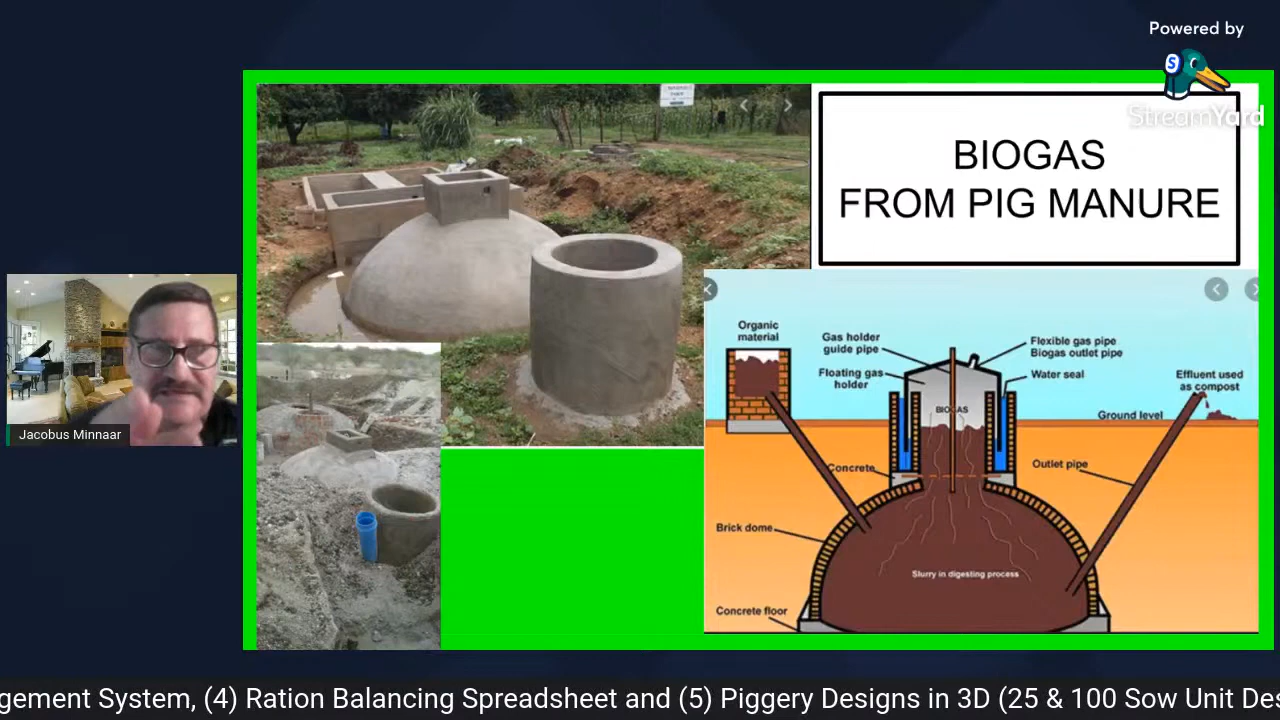 Powered by
S
StreamYard
BIOGAS
FROM PIG MANURE
Organic
material
Gas holder
guide pipe
Floating gas
holder
Flexible gas pipe
Biogas outlet pipe
Water seal
Effluent used
as compost
BIOGAS
Ground level
Concrete
Outlet pipe
Brick dome
Slurry in digesting process
Concrete floor
Jacobus Minnaar
gement System, (4) Ration Balancing Spreadsheet and (5) Piggery Designs in 3D (25 & 100 Sow Unit Des